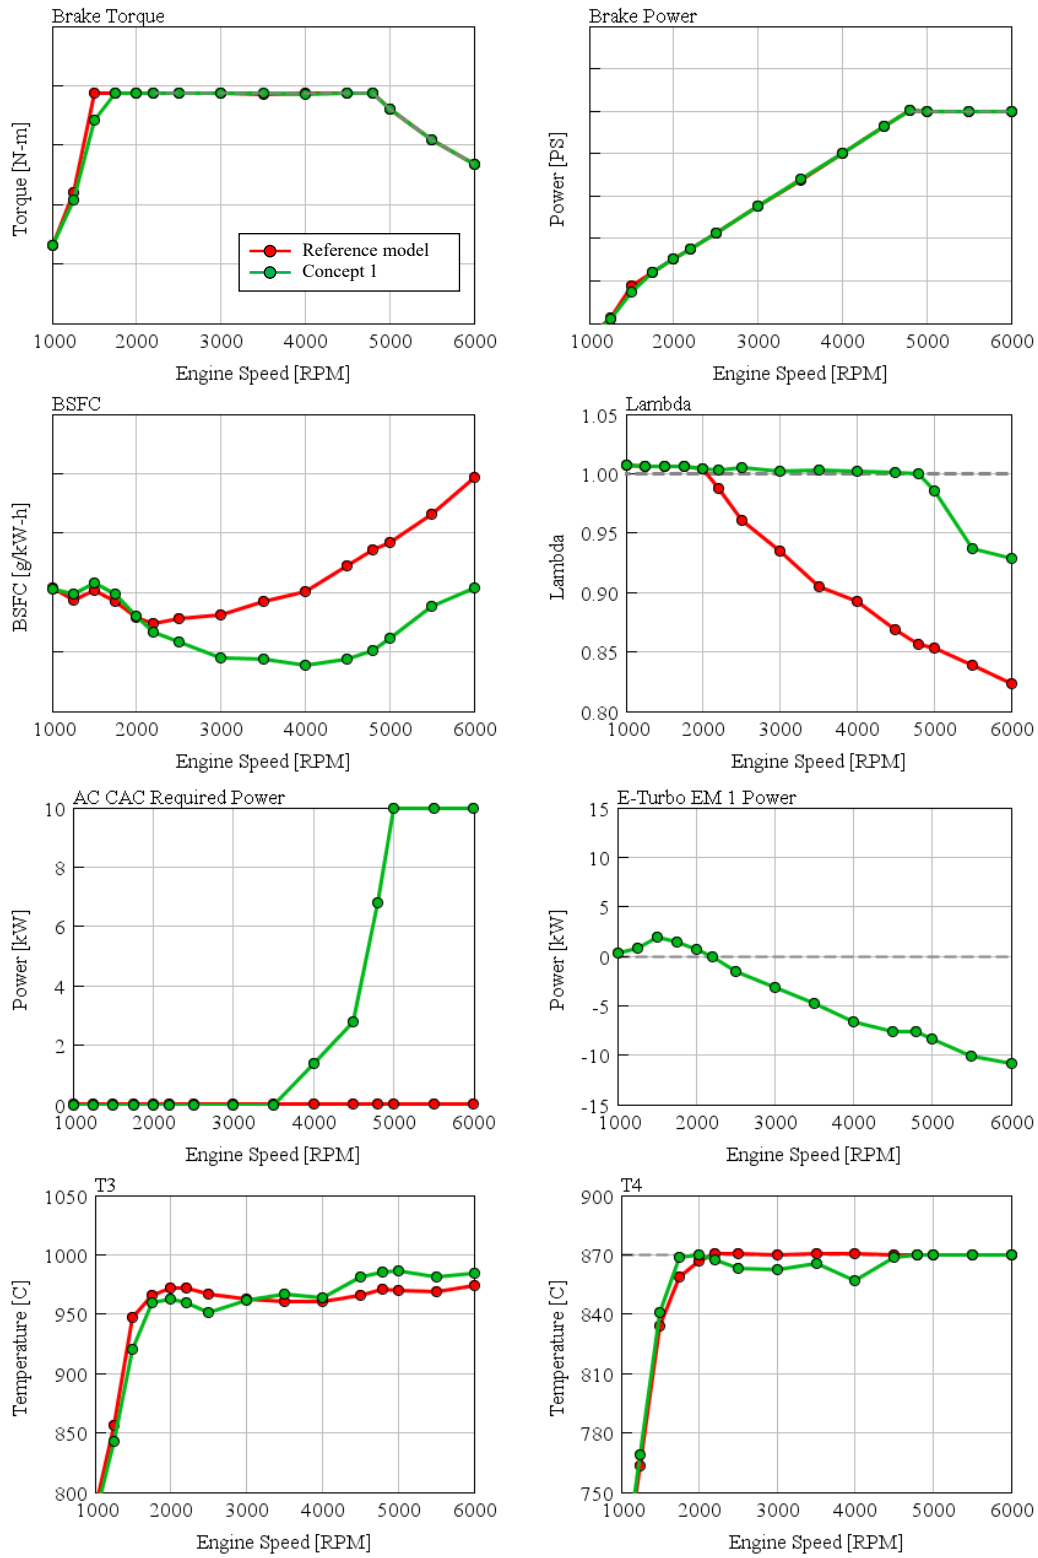 Brake Torque
Torque [N-m]
Reference model
Concept 1
1000 2000 3000 4000 5000 6000
Engine Speed [RPM]
Brake Power
Power [PS]
1000 2000 3000 4000 5000 6000
Engine Speed [RPM]
BSFC
BSFC [g/kW-h]
1000 2000 3000 4000 5000 6000
Engine Speed [RPM]
Lambda
Lambda
1.05
1.00
0.95
0.90
0.85
0.80
1000 2000 3000 4000 5000 6000
Engine Speed [RPM]
AC CAC Required Power
Power [kW]
10
8
6
4
2
0
1000 2000 3000 4000 5000 6000
Engine Speed [RPM]
E-Turbo EM 1 Power
Power [kW]
15
10
5
0
-5
-10
-15
1000 2000 3000 4000 5000 6000
Engine Speed [RPM]
T3
Temperature [C]
1050
1000
950
900
850
800
1000 2000 3000 4000 5000 6000
Engine Speed [RPM]
T4
Temperature [C]
900
870
840
810
780
750
1000 2000 3000 4000 5000 6000
Engine Speed [RPM]